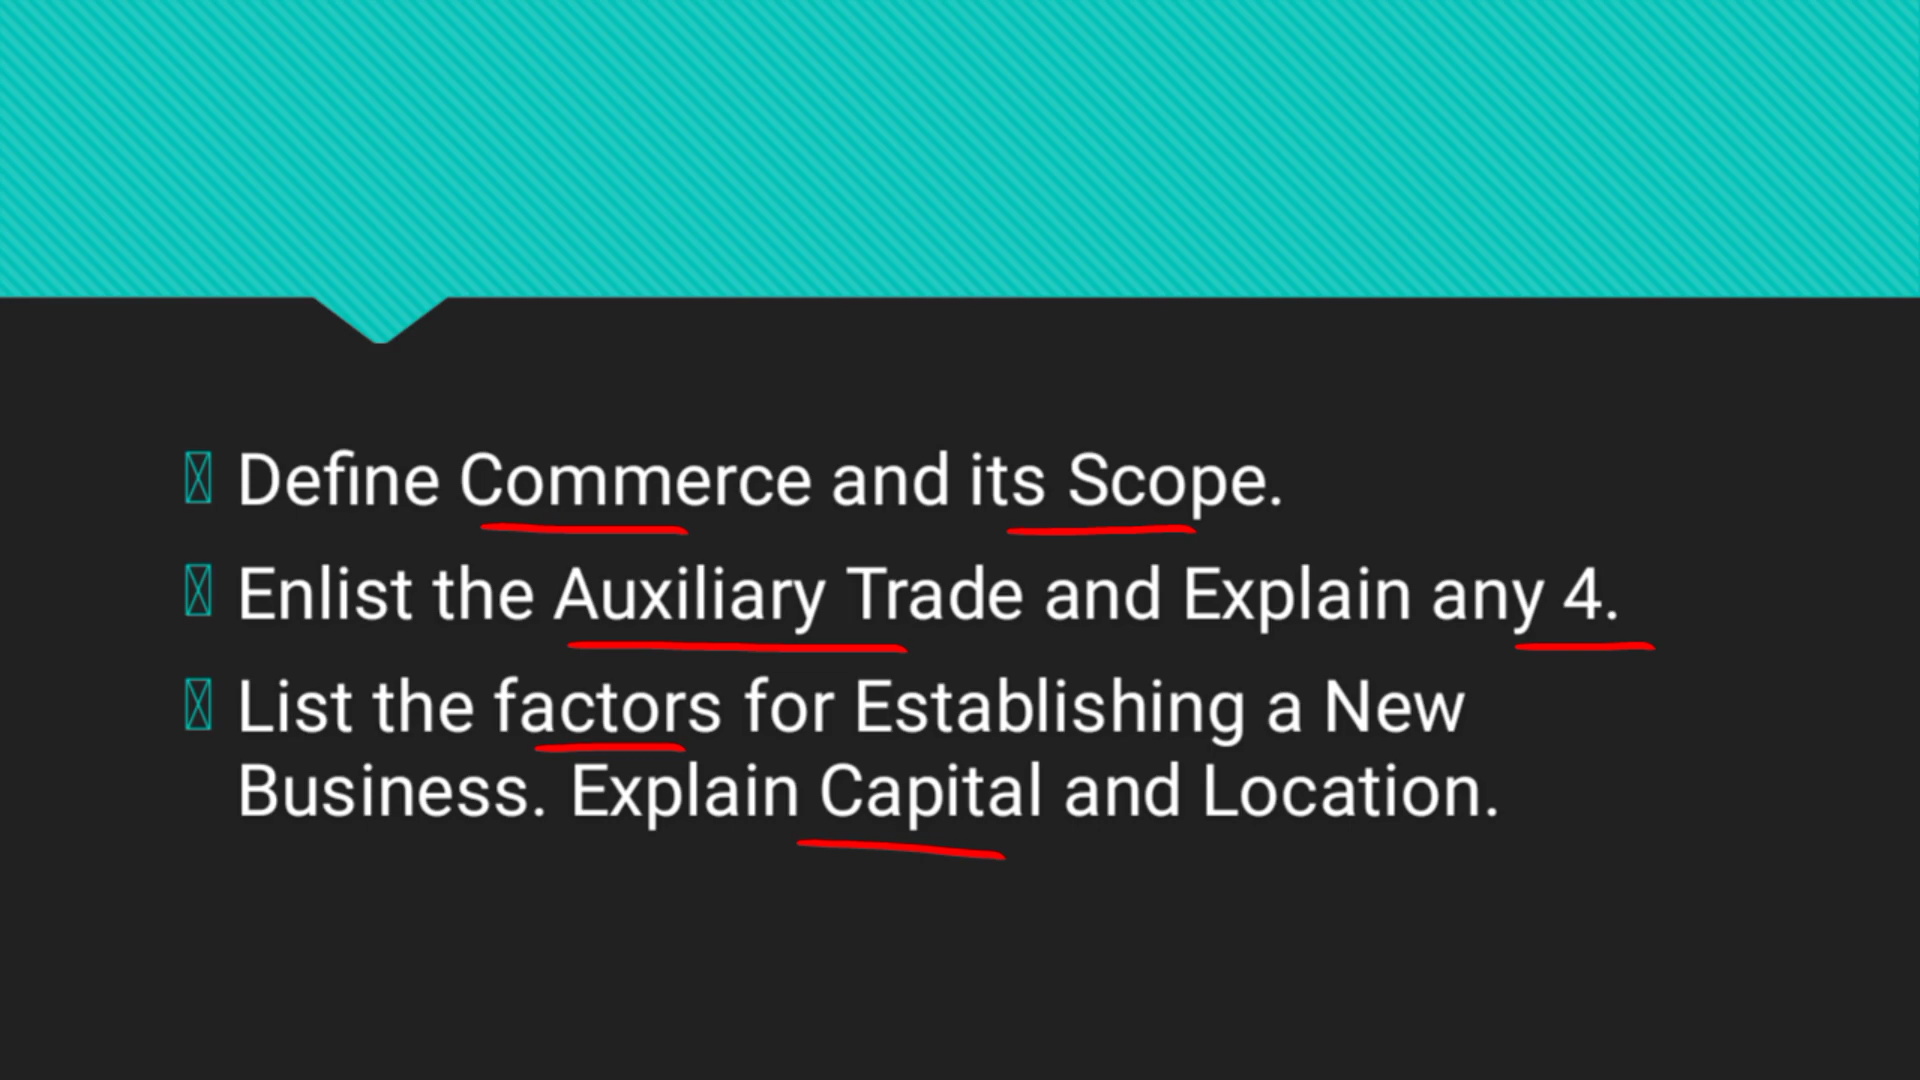 Define Commerce and its Scope.
Enlist the Auxiliary Trade and Explain any 4.
List the factors for Establishing a New
Business. Explain Capital and Location.